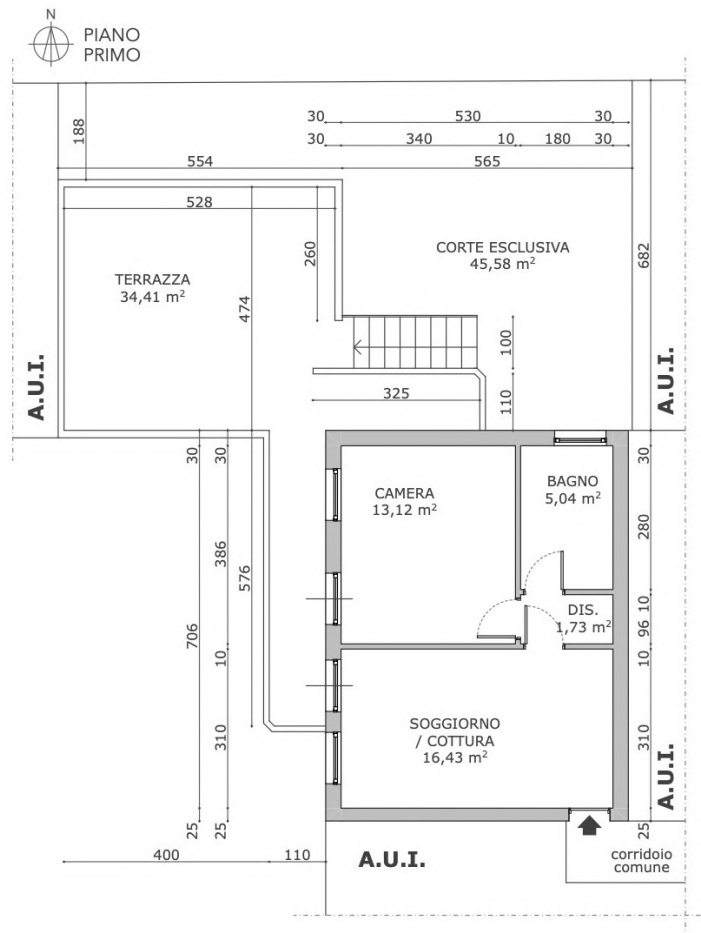 N
PIANO
PRIMO
30 530 30
30 340 10 180 30
188
554 565
528
260
474
682
CORTE ESCLUSIVA
45,58 m²
TERRAZZA
34,41 m²
A.U.I.
A.U.I.
100
325
110
30 30 30
CAMERA
13,12 m²
BAGNO
5,04 m²
280
386
576
10
DIS.
1,73 m²
96
706
10 10
SOGGIORNO
/ COTTURA
16,43 m²
310 310
A.U.I.
25 25 25
400 110
A.U.I.
corridoio
comune